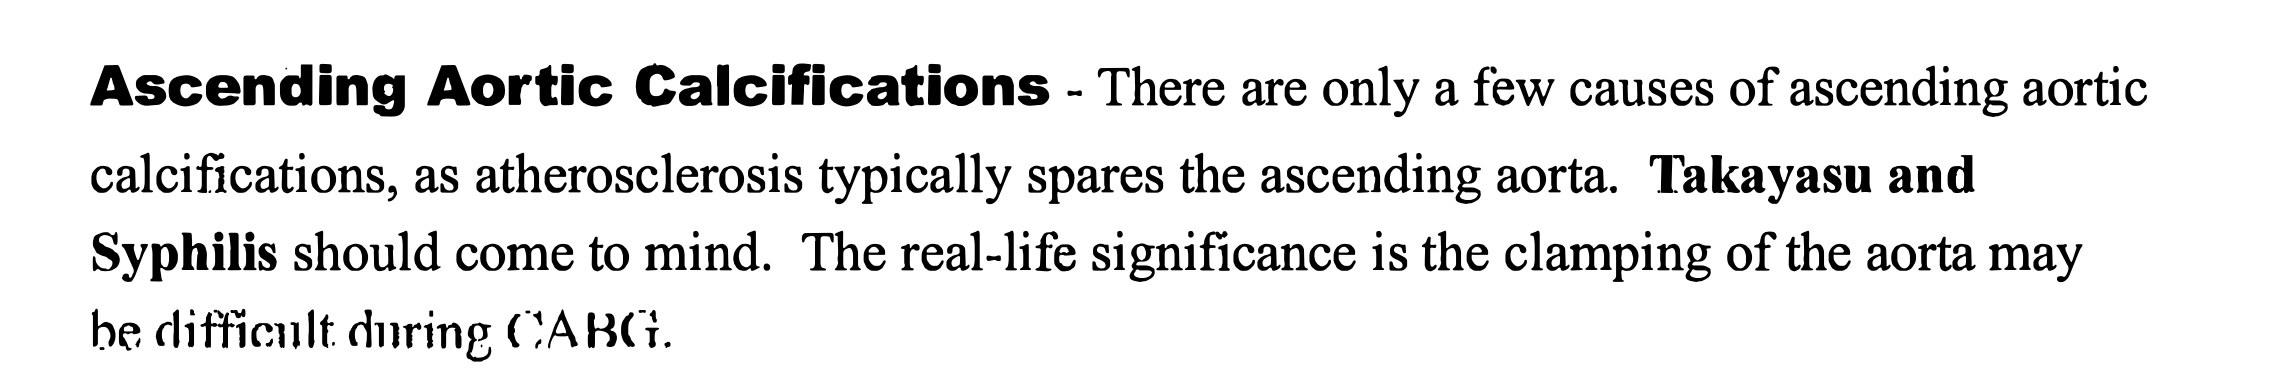 Ascending Aortic Calcifications - There are only a few causes of ascending aortic
calcifications, as atherosclerosis typically spares the ascending aorta. Takayasu and
Syphilis should come to mind. The real-life significance is the clamping of the aorta may
be difficult during CABG.